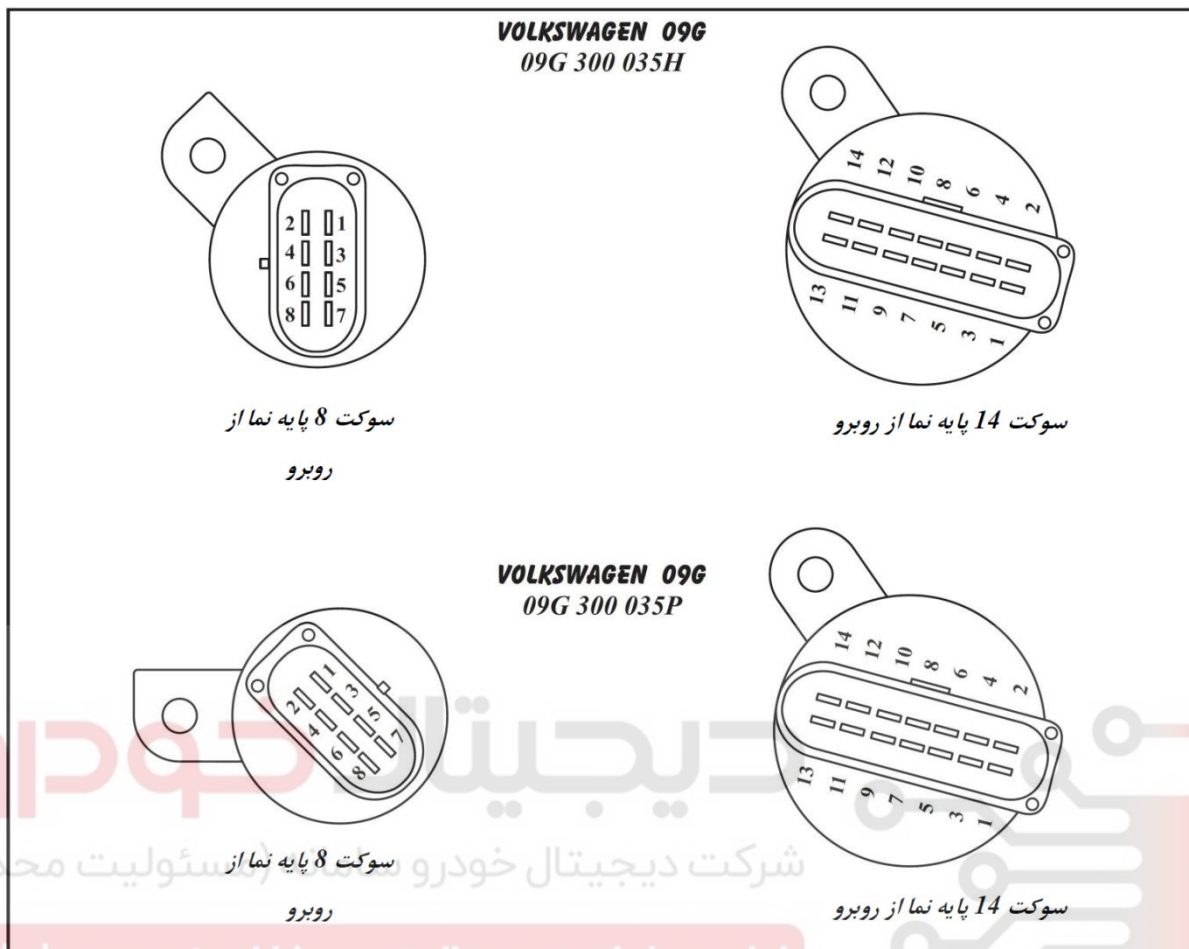 VOLKSWAGEN 09G
09G 300 035H
2 1
4 3
6 5
8 7
14 12 10 8 6 4 2
13 11 9 7 5 3 1
سوکت 8 پایه نما از
روبرو
سوکت 14 پایه نما از روبرو
VOLKSWAGEN 09G
09G 300 035P
1 3 5 7
2 4 6 8
14 12 10 8 6 4 2
13 11 9 7 5 3 1
دیجیتال خودرو
شرکت دیجیتال خودرو سامانه (مسئولیت
سوکت 8 پایه نما از
روبرو
سوکت 14 پایه نما از روبرو